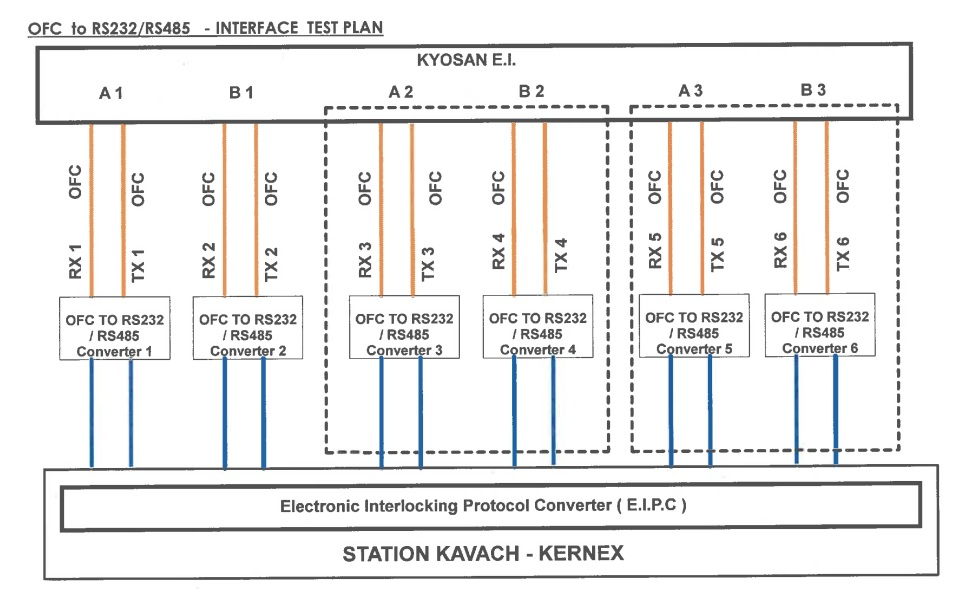 OFC to RS232/RS485 - INTERFACE TEST PLAN
KYOSAN E.I.
A 1 B 1 A 2 B 2 A 3 B 3
OFC OFC OFC OFC OFC OFC OFC OFC OFC OFC OFC OFC
RX 1 TX 1 RX 2 TX 2 RX 3 TX 3 RX 4 TX 4 RX 5 TX 5 RX 6 TX 6
OFC TO RS232
/ RS485
Converter 1
OFC TO RS232
/ RS485
Converter 2
OFC TO RS232
/ RS485
Converter 3
OFC TO RS232
/ RS485
Converter 4
OFC TO RS232
/ RS485
Converter 5
OFC TO RS232
/ RS485
Converter 6
Electronic Interlocking Protocol Converter ( E.I.P.C )
STATION KAVACH - KERNEX